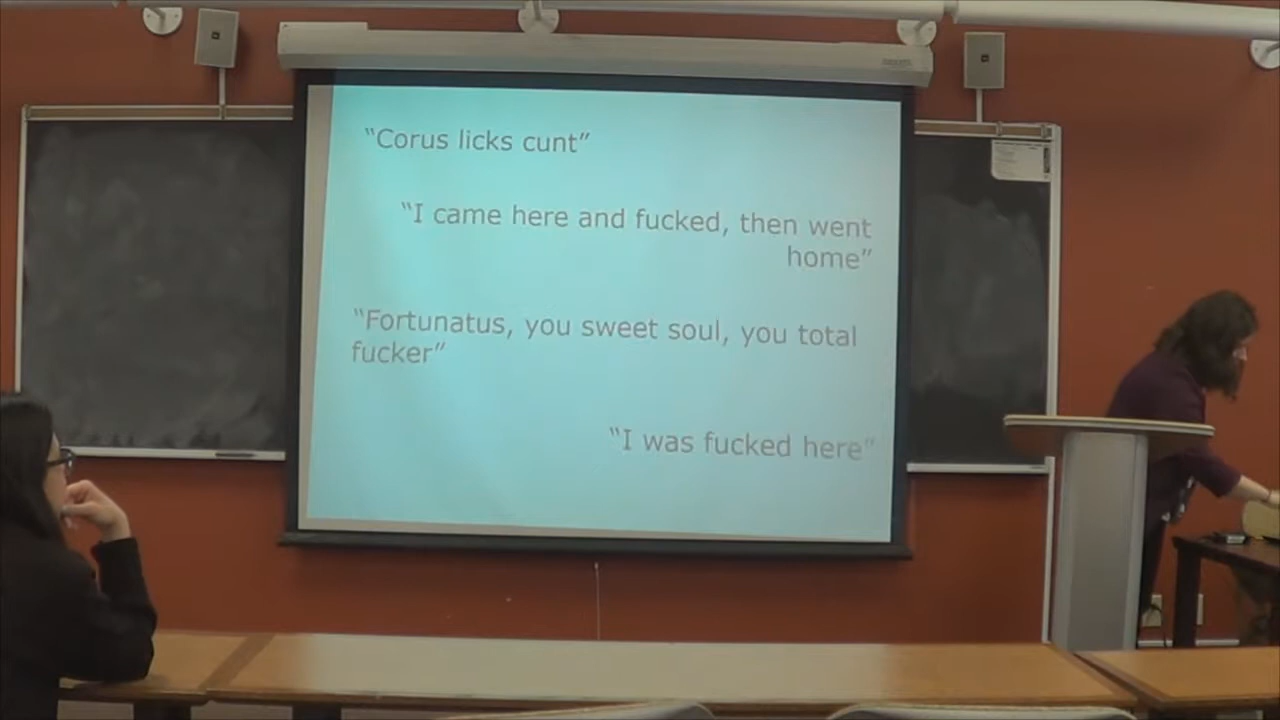 “Corus licks cunt”
“I came here and fucked, then went
home”
“Fortunatus, you sweet soul, you total
fucker”
“I was fucked here”